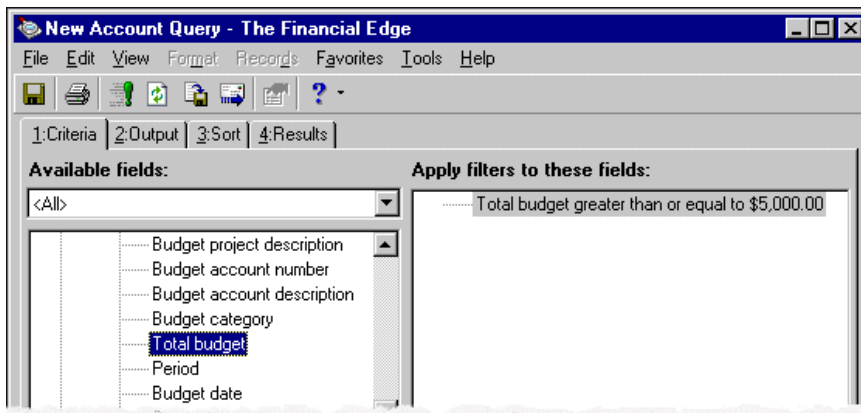 New Account Query - The Financial Edge
File Edit View Format Records Favorites Tools Help
1:Criteria 2:Output 3:Sort 4:Results
Available fields:
<All>
Budget project description
Budget account number
Budget account description
Budget category
Total budget
Period
Budget date
Apply filters to these fields:
Total budget greater than or equal to $5,000.00